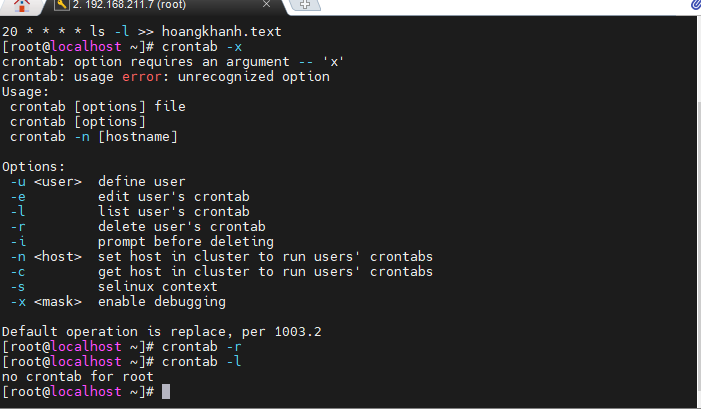 2. 192.168.211.7 (root)
20 * * * * ls -l >> hoangkhanh.text
[root@localhost ~]# crontab -x
crontab: option requires an argument -- 'x'
crontab: usage error: unrecognized option
Usage:
 crontab [options] file
 crontab [options]
 crontab -n [hostname]

Options:
 -u <user>  define user
 -e         edit user's crontab
 -l         list user's crontab
 -r         delete user's crontab
 -i         prompt before deleting
 -n <host>  set host in cluster to run users' crontabs
 -c         get host in cluster to run users' crontabs
 -s         selinux context
 -x <mask>  enable debugging

Default operation is replace, per 1003.2
[root@localhost ~]# crontab -r
[root@localhost ~]# crontab -l
no crontab for root
[root@localhost ~]#